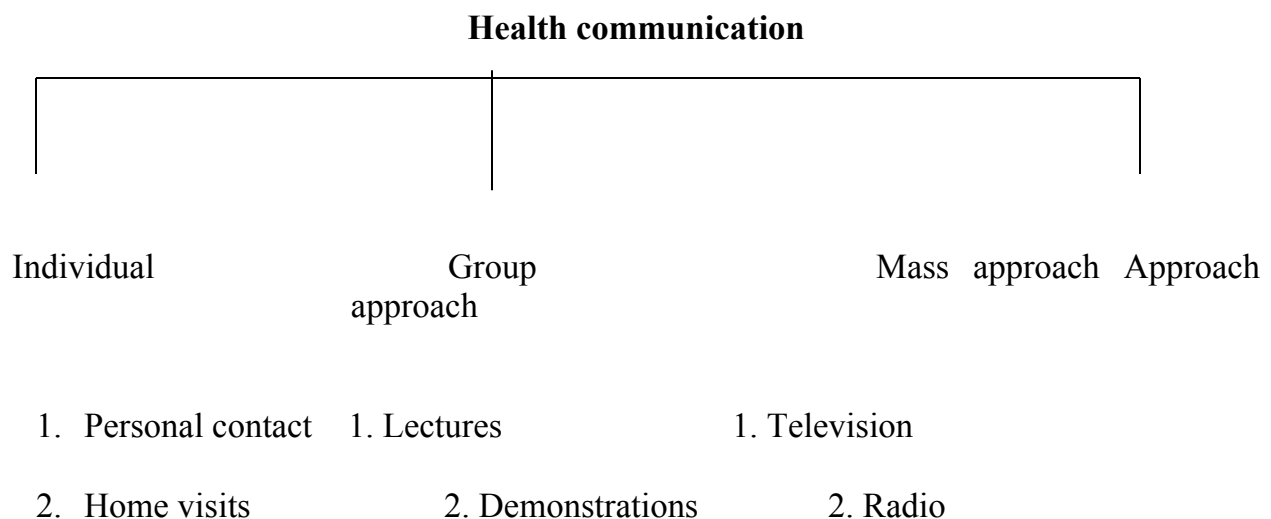 Health communication
Individual Group Mass approach Approach
approach
1. Personal contact 1. Lectures 1. Television
2. Home visits 2. Demonstrations 2. Radio